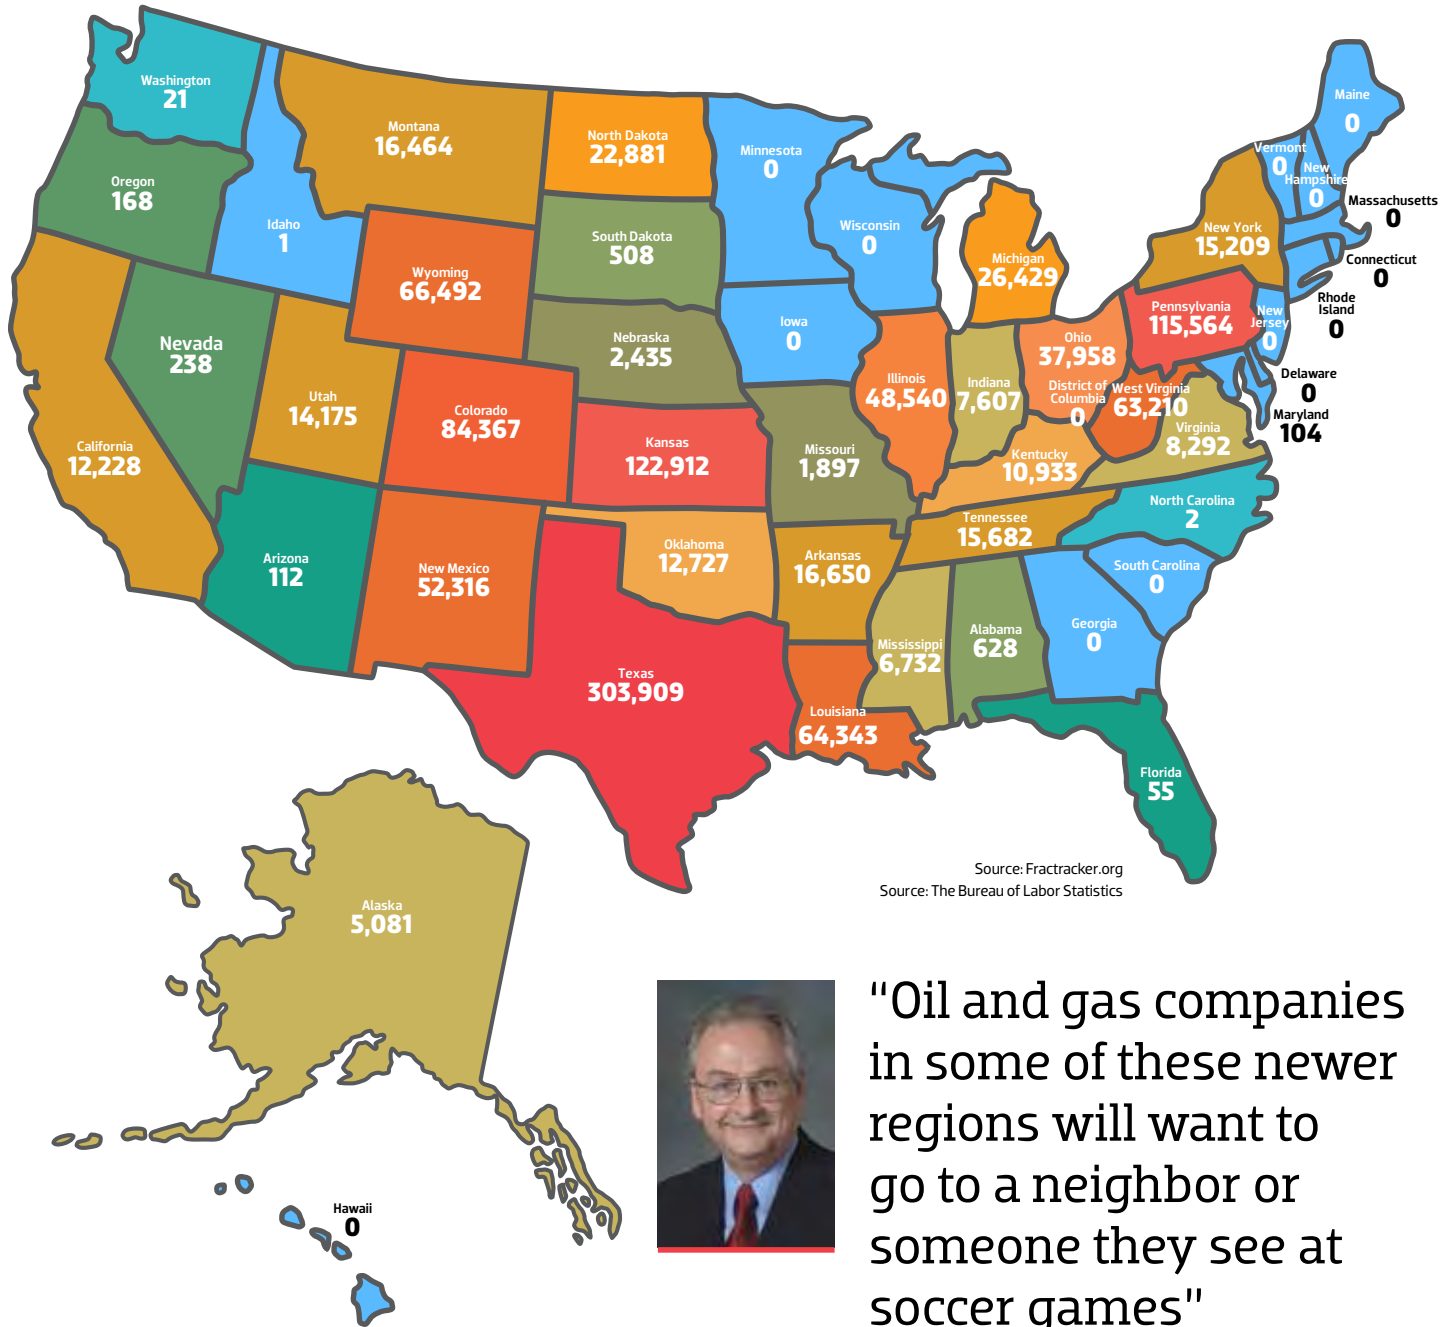 Washington
21
Oregon
168
California
12,228
Nevada
238
Idaho
1
Montana
16,464
Wyoming
66,492
Utah
14,175
Colorado
84,367
Arizona
112
New Mexico
52,316
North Dakota
22,881
South Dakota
508
Nebraska
2,435
Kansas
122,912
Oklahoma
12,727
Texas
303,909
Minnesota
0
Iowa
0
Missouri
1,897
Arkansas
16,650
Louisiana
64,343
Wisconsin
0
Illinois
48,540
Michigan
26,429
Indiana
7,607
Ohio
37,958
District of
Columbia
0
Kentucky
10,933
Tennessee
15,682
Mississippi
6,732
Alabama
628
Georgia
0
Florida
55
South Carolina
0
North Carolina
2
Virginia
8,292
West Virginia
63,210
Pennsylvania
115,564
New York
15,209
New
Jersey
0
Vermont
0
New
Hampshire
0
Maine
0
Massachusetts
0
Connecticut
0
Rhode
Island
0
Delaware
0
Maryland
104
Alaska
5,081
Hawaii
0
Source: Fractracker.org
Source: The Bureau of Labor Statistics
“Oil and gas companies
in some of these newer
regions will want to
go to a neighbor or
someone they see at
soccer games”